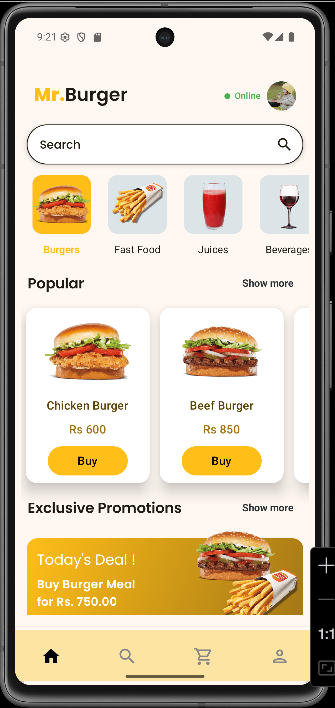 9:21
Mr.Burger
Online
Search
Burgers
Fast Food
Juices
Beverages
Popular
Show more
Chicken Burger
Beef Burger
Rs 600
Rs 850
Buy
Buy
Exclusive Promotions
Show more
Today's Deal !
Buy Burger Meal
for Rs. 750.00
1:1